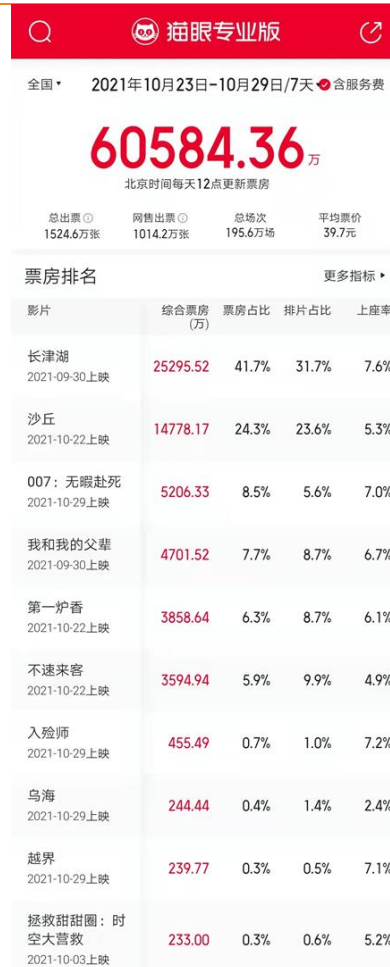 猫眼专业版
全国 2021年10月23日-10月29日/7天 含服务费
60584.36万
北京时间每天12点更新票房
总出票 网售出票 总场次 平均票价
1524.6万张 1014.2万张 195.6万场 39.7元
票房排名 更多指标
影片 综合票房 票房占比 排片占比 上座率
(万)
长津湖
25295.52 41.7% 31.7% 7.6%
2021-09-30上映
沙丘
14778.17 24.3% 23.6% 5.3%
2021-10-22上映
007：无暇赴死
5206.33 8.5% 5.6% 7.0%
2021-10-29上映
我和我的父辈
4701.52 7.7% 8.7% 6.7%
2021-09-30上映
第一炉香
3858.64 6.3% 8.7% 6.1%
2021-10-22上映
不速来客
3594.94 5.9% 9.9% 4.9%
2021-10-22上映
入殓师
455.49 0.7% 1.0% 7.2%
2021-10-29上映
乌海
244.44 0.4% 1.4% 2.4%
2021-10-29上映
越界
239.77 0.3% 0.5% 7.1%
2021-10-29上映
拯救甜甜圈：时
空大营救
233.00 0.3% 0.6% 5.2%
2021-10-03上映